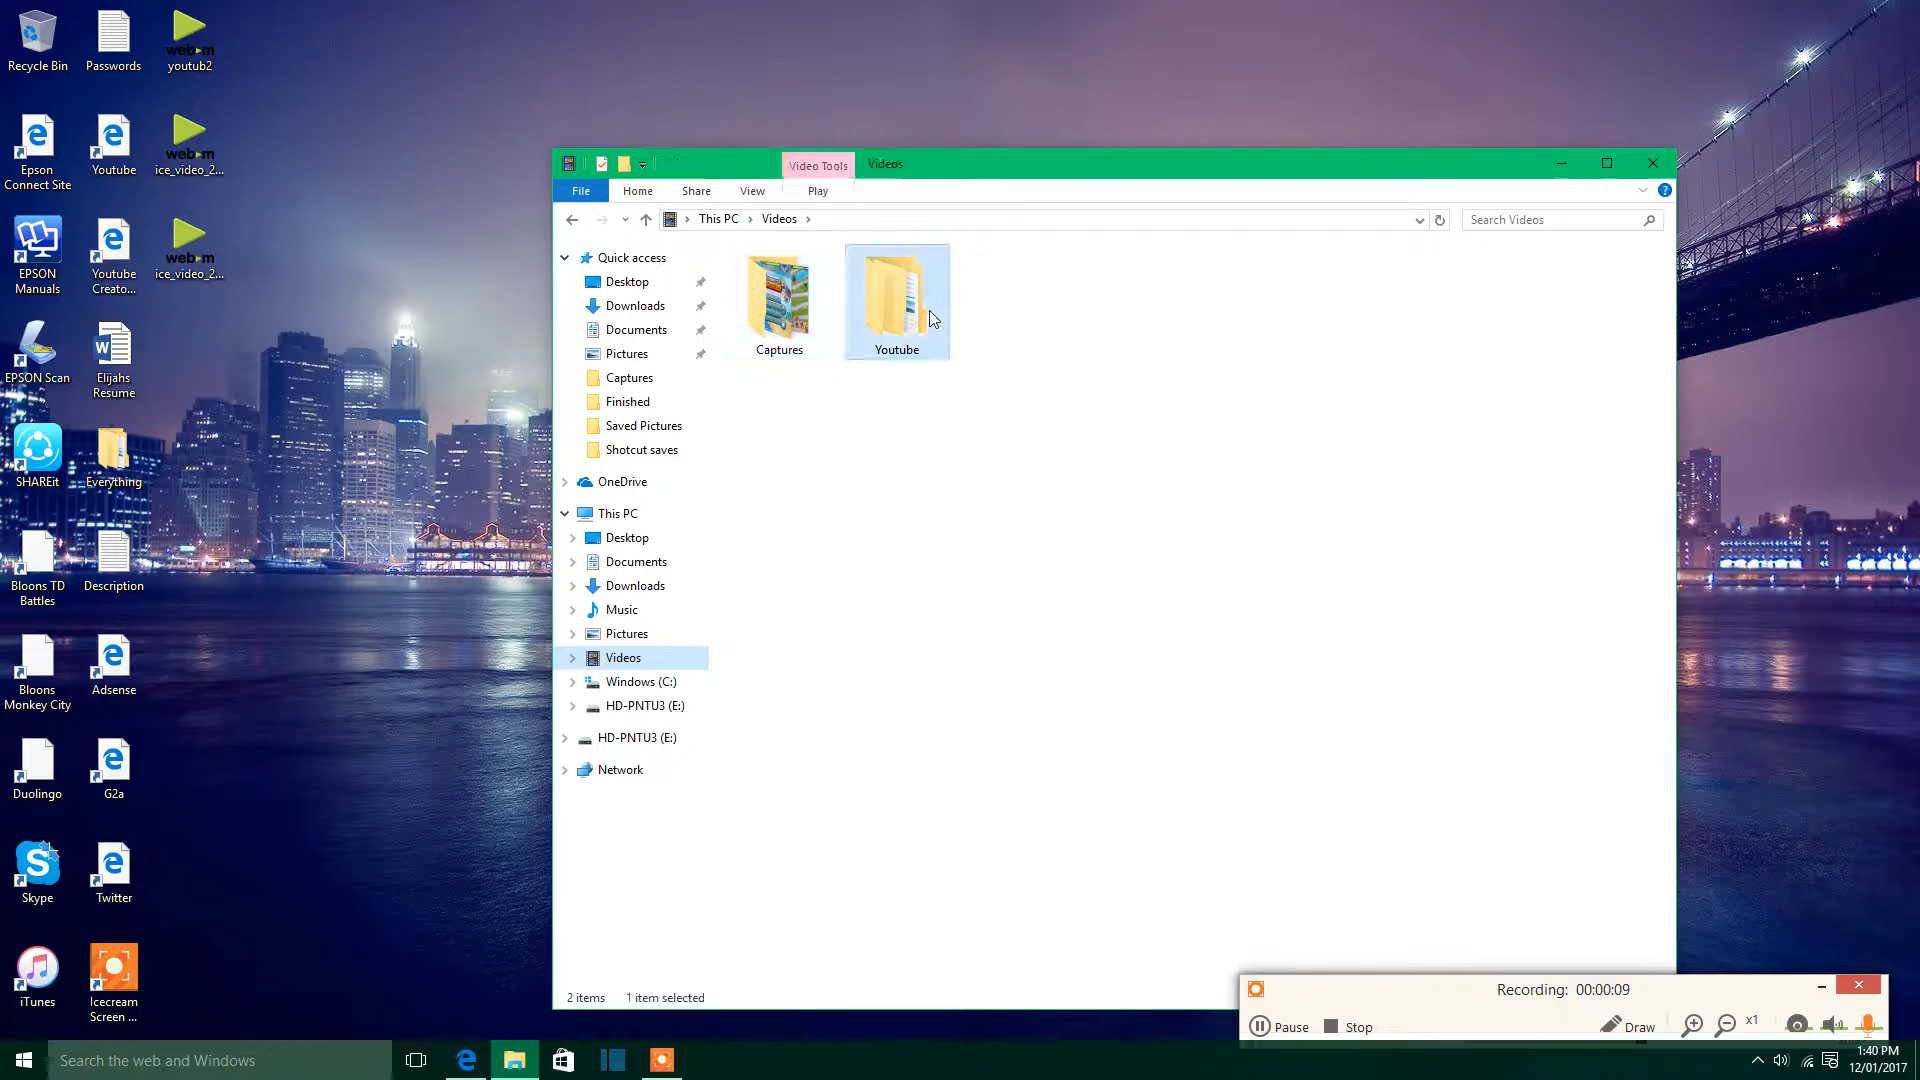 Recycle Bin
Passwords
web-m
youtub2
Epson
Connect Site
Youtube
web-m
ice_video_2...
EPSON
Manuals
Youtube
Creato...
web-m
ice_video_2...
EPSON Scan
Elijahs
Resume
SHAREit
Everything
Bloons TD
Battles
Description
Bloons
Monkey City
Adsense
Duolingo
G2a
Skype
Twitter
iTunes
Icecream
Screen ...
Video Tools
Videos
File
Home
Share
View
Play
This PC
Videos
Search Videos
Quick access
Desktop
Downloads
Documents
Pictures
Captures
Finished
Saved Pictures
Shotcut saves
OneDrive
This PC
Desktop
Documents
Downloads
Music
Pictures
Videos
Windows (C:)
HD-PNTU3 (E:)
HD-PNTU3 (E:)
Network
Captures
Youtube
2 items
1 item selected
Recording: 00:00:09
Pause
Stop
Draw
x1
Search the web and Windows
1:40 PM
12/01/2017